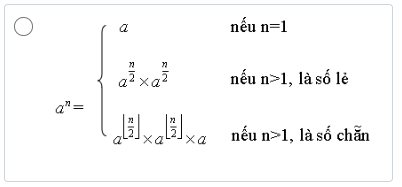 a nếu n=1
aⁿ = { a^(n/2) × a^(n/2) nếu n>1, là số lẻ
a^⌊n/2⌋ × a^⌊n/2⌋ × a nếu n>1, là số chẵn